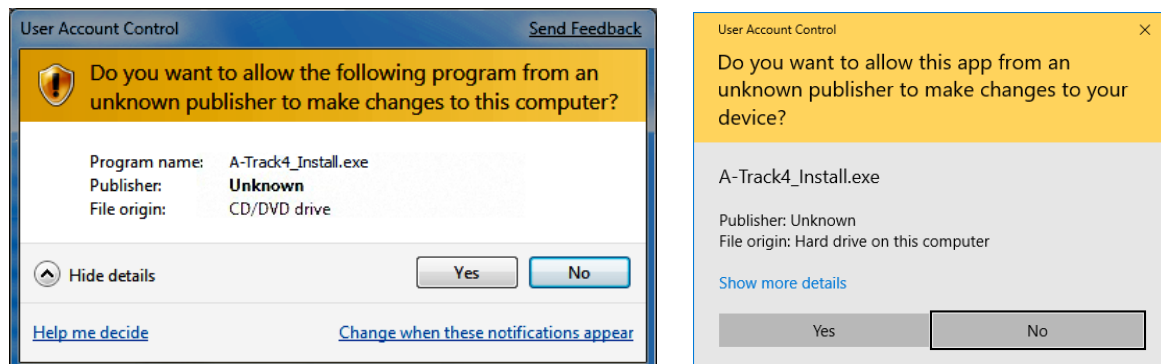 User Account Control
Send Feedback
Do you want to allow the following program from an
unknown publisher to make changes to this computer?
Program name: A-Track4_Install.exe
Publisher: Unknown
File origin: CD/DVD drive
Hide details
Yes
No
Help me decide
Change when these notifications appear
User Account Control
Do you want to allow this app from an
unknown publisher to make changes to your
device?
A-Track4_Install.exe
Publisher: Unknown
File origin: Hard drive on this computer
Show more details
Yes
No